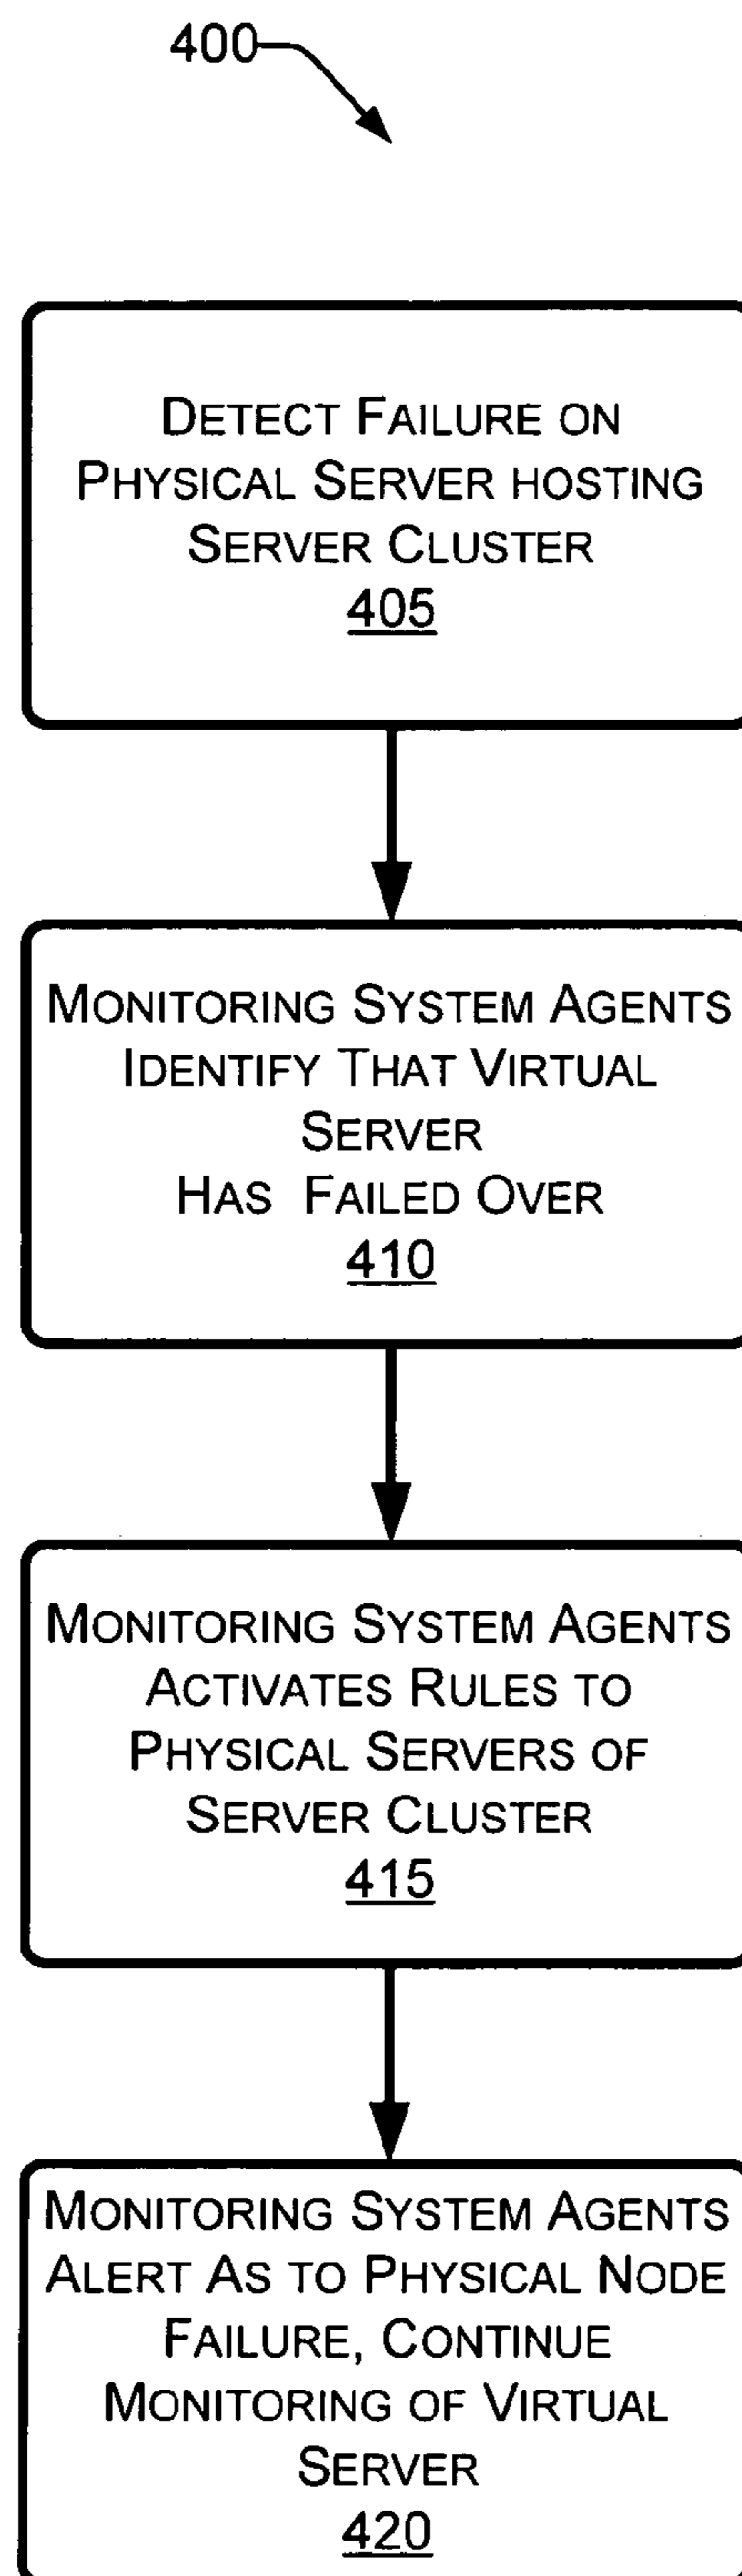 400
DETECT FAILURE ON
PHYSICAL SERVER HOSTING
SERVER CLUSTER
405
MONITORING SYSTEM AGENTS
IDENTIFY THAT VIRTUAL
SERVER
HAS FAILED OVER
410
MONITORING SYSTEM AGENTS
ACTIVATES RULES TO
PHYSICAL SERVERS OF
SERVER CLUSTER
415
MONITORING SYSTEM AGENTS
ALERT AS TO PHYSICAL NODE
FAILURE, CONTINUE
MONITORING OF VIRTUAL
SERVER
420